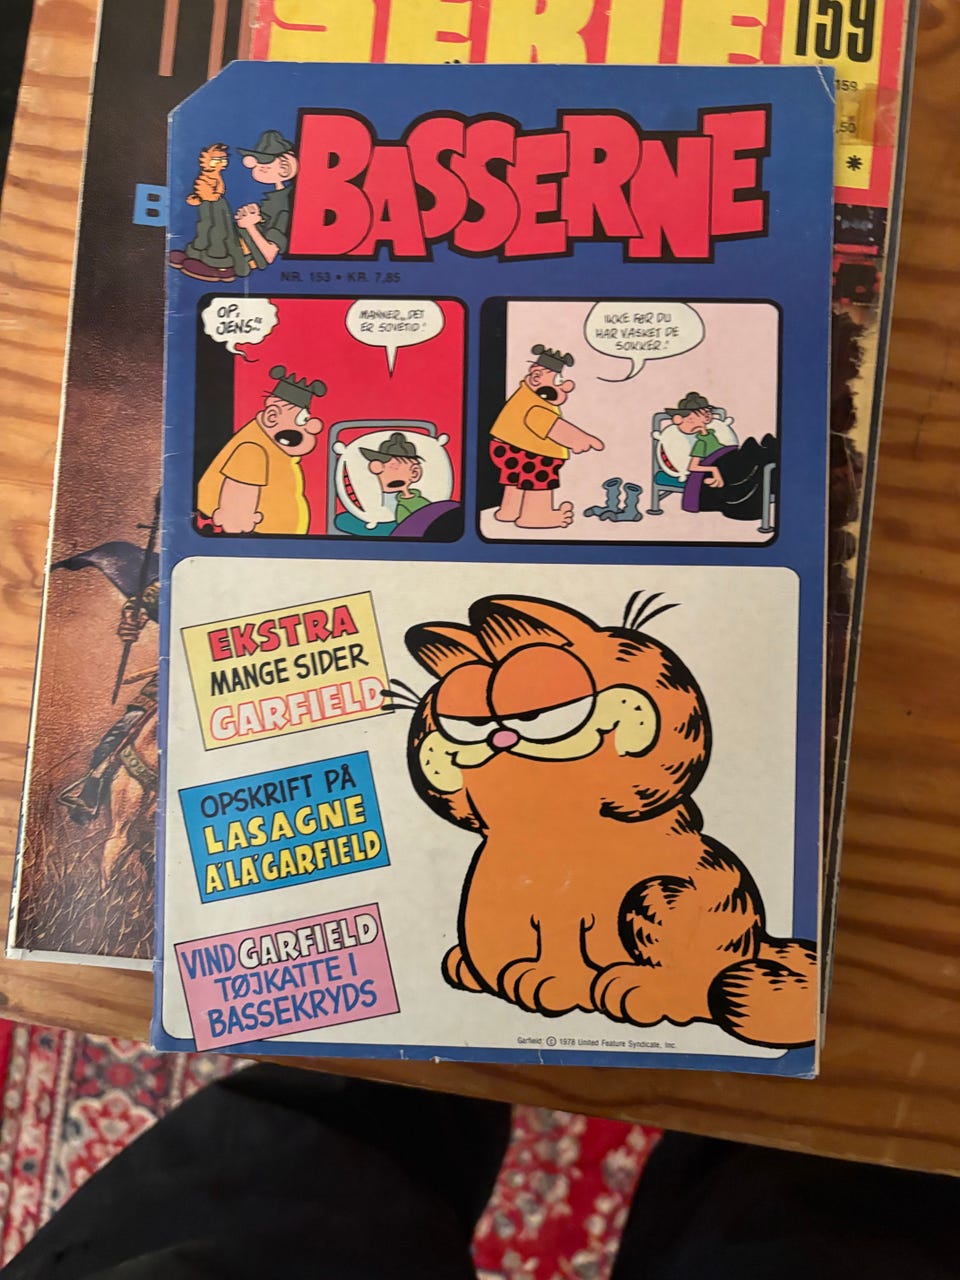 SERIE
159
159
,50
*
B
BASSERNE
NR. 153 • KR. 7,85
OP,
JENS!!
MANNER... DET
ER SOVETID!
IKKE FØR DU
HAR VASKET DE
SOKKER!
EKSTRA
MANGE SIDER
GARFIELD
OPSKRIFT PÅ
LASAGNE
A'LA'GARFIELD
VIND GARFIELD
TØJKATTE I
BASSEKRYDS
Garfield: © 1978 United Feature Syndicate, Inc.